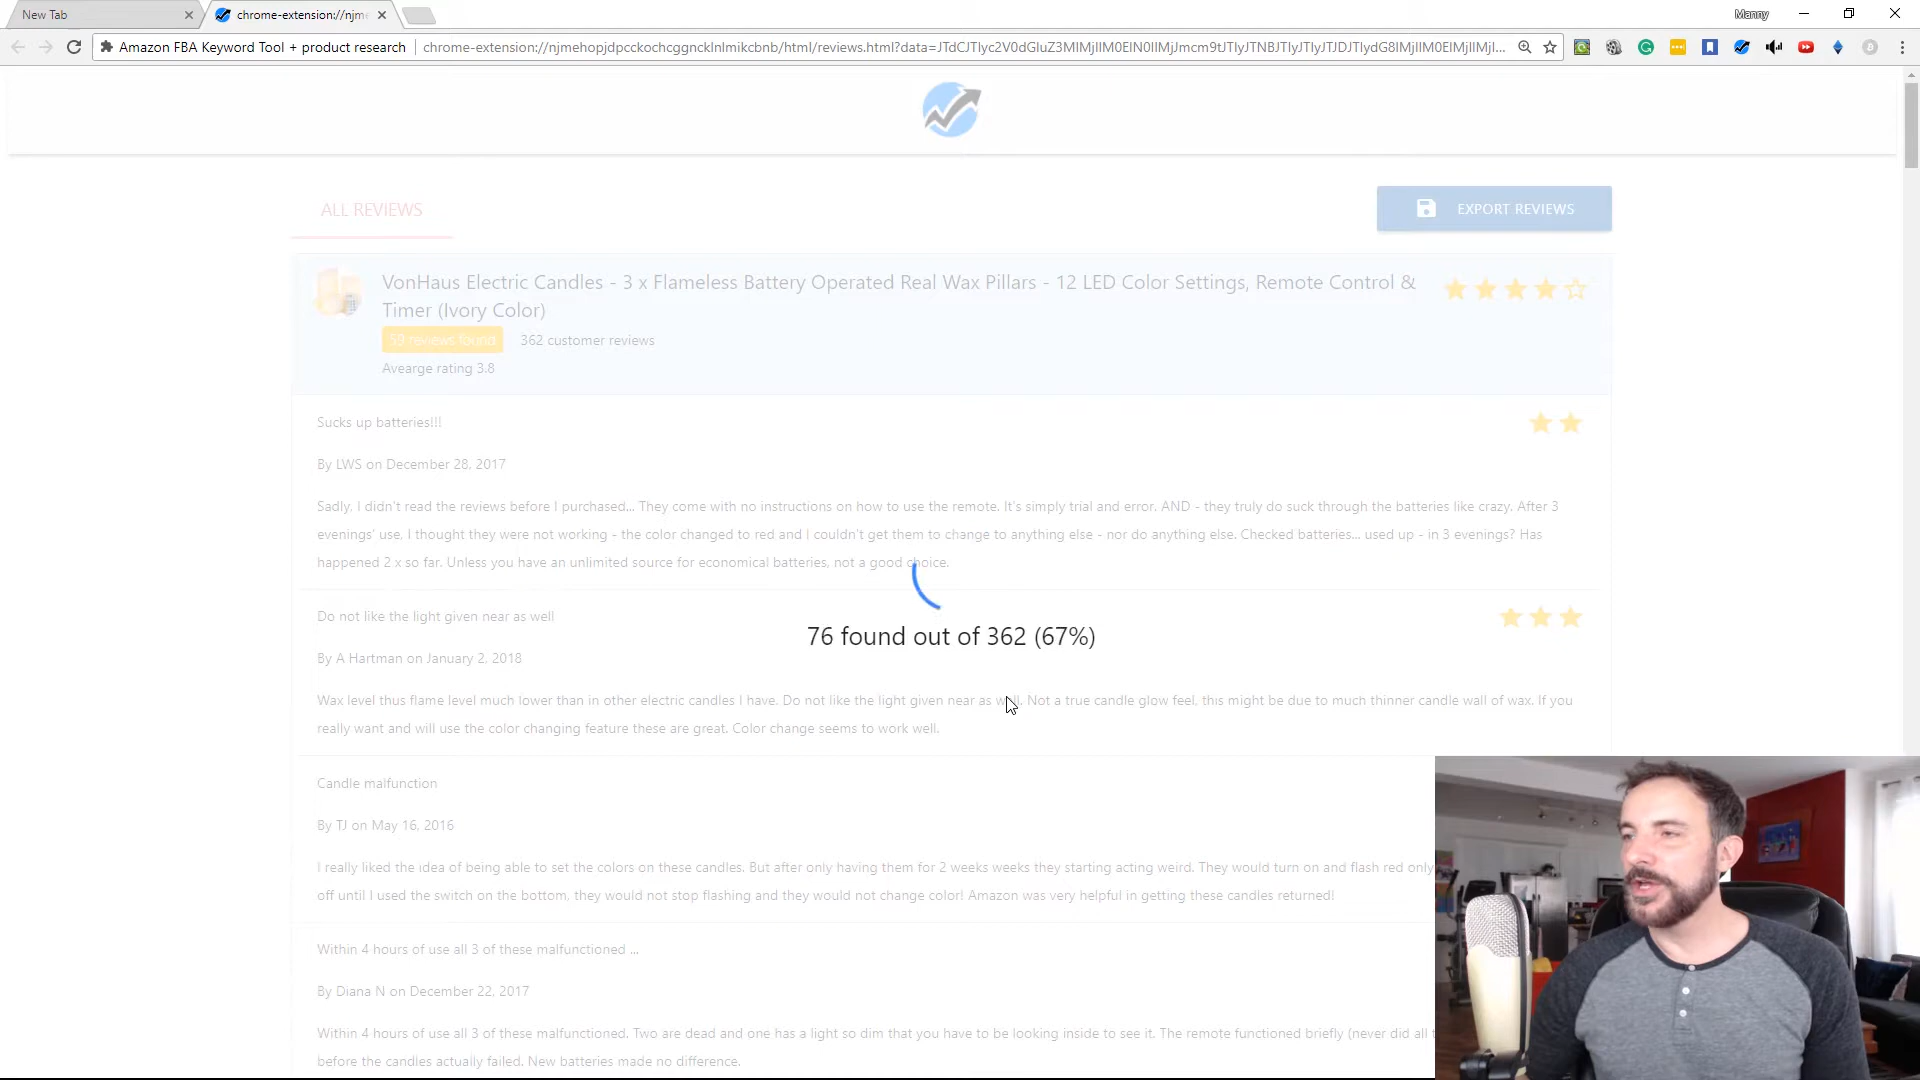 New Tab
chrome-extension://njme
Manny
Amazon FBA Keyword Tool + product research
chrome-extension://njmehopjdpcckochcggncklnlmikcbnb/html/reviews.html?data=
ALL REVIEWS
EXPORT REVIEWS
VonHaus Electric Candles - 3 x Flameless Battery Operated Real Wax Pillars - 12 LED Color Settings, Remote Control &
Timer (Ivory Color)
59 reviews found
362 customer reviews
Avearge rating 3.8
Sucks up batteries!!!
By LWS on December 28, 2017
Sadly, I didn't read the reviews before I purchased... They come with no instructions on how to use the remote. It's simply trial and error. AND - they truly do suck through the batteries like crazy. After 3
evenings' use, I thought they were not working - the color changed to red and I couldn't get them to change to anything else - nor do anything else. Checked batteries... used up - in 3 evenings? Has
happened 2 x so far. Unless you have an unlimited source for economical batteries, not a good choice.
Do not like the light given near as well
76 found out of 362 (67%)
By A Hartman on January 2, 2018
Wax level thus flame level much lower than in other electric candles I have. Do not like the light given near as well. Not a true candle glow feel, this might be due to much thinner candle wall of wax. If you
really want and will use the color changing feature these are great. Color change seems to work well.
Candle malfunction
By TJ on May 16, 2016
I really liked the idea of being able to set the colors on these candles. But after only having them for 2 weeks weeks they starting acting weird. They would turn on and flash red only
off until I used the switch on the bottom, they would not stop flashing and they would not change color! Amazon was very helpful in getting these candles returned!
Within 4 hours of use all 3 of these malfunctioned ...
By Diana N on December 22, 2017
Within 4 hours of use all 3 of these malfunctioned. Two are dead and one has a light so dim that you have to be looking inside to see it. The remote functioned briefly (never did all t
before the candles actually failed. New batteries made no difference.